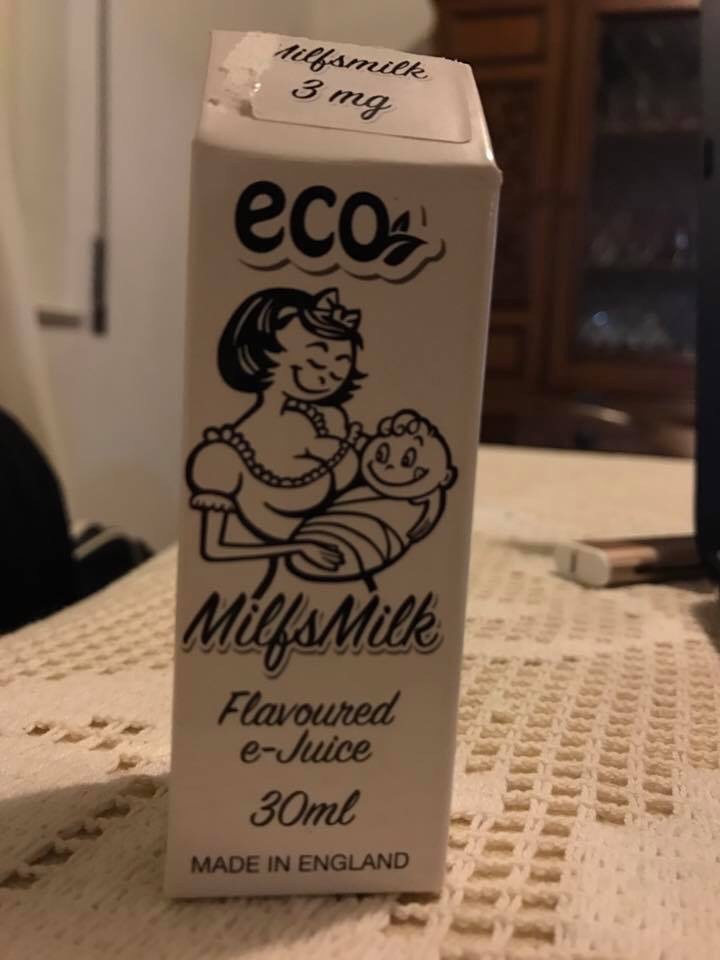 Milfsmilk
3 mg
eco
MilfsMilk
Flavoured
e-Juice
30ml
MADE IN ENGLAND